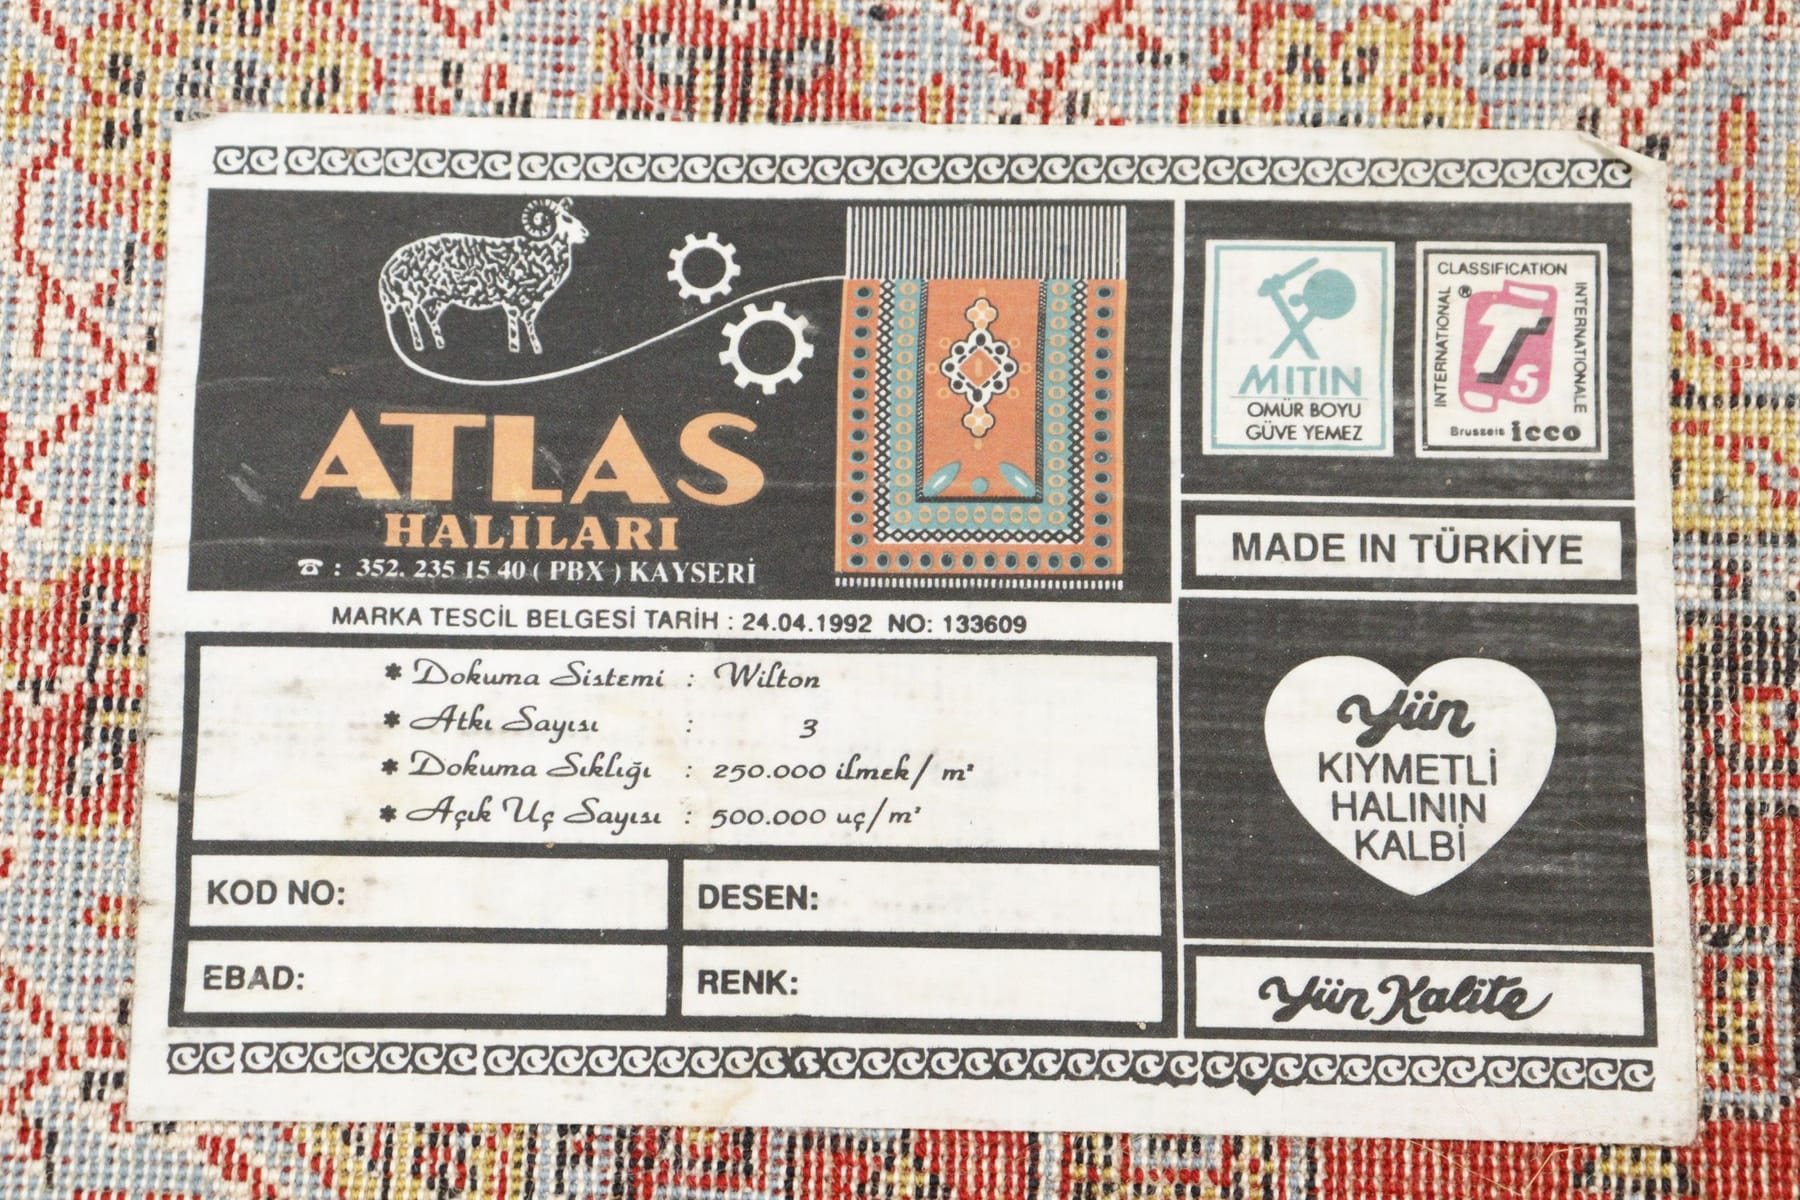 ATLAS
HALILARI
☎ : 352. 235 15 40 ( PBX ) KAYSERİ
MITIN
OMÜR BOYU
GÜVE YEMEZ
CLASSIFICATION
INTERNATIONAL
®
INTERNATIONALE
TS
Brussels icco
MADE IN TÜRKİYE
MARKA TESCİL BELGESİ TARİH : 24.04.1992 NO: 133609
* Dokuma Sistemi : Wilton
* Atkı Sayısı : 3
* Dokuma Sıklığı : 250.000 ilmek/ m²
* Açık Uç Sayısı : 500.000 uç/m²
KOD NO:
DESEN:
EBAD:
RENK:
Yün
KIYMETLİ
HALININ
KALBİ
Yün Kalite